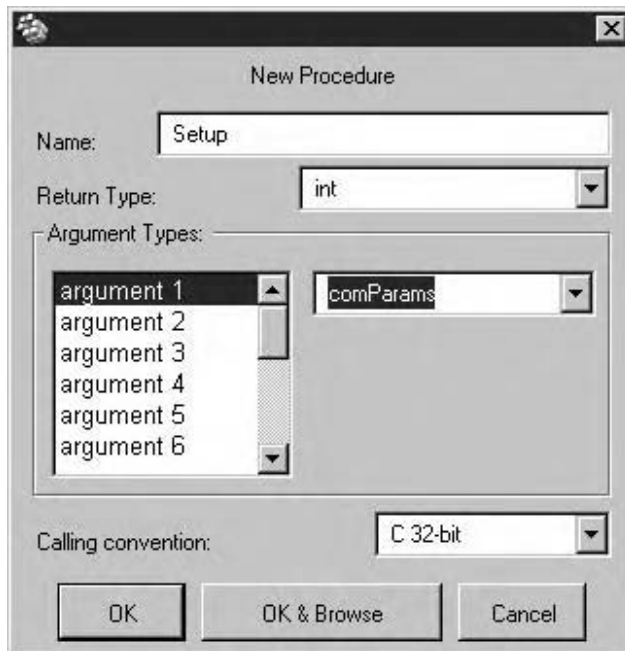 New Procedure
Name: Setup
Return Type: int
Argument Types:
argument 1 comParams
argument 2
argument 3
argument 4
argument 5
argument 6
Calling convention: C 32-bit
OK OK & Browse Cancel